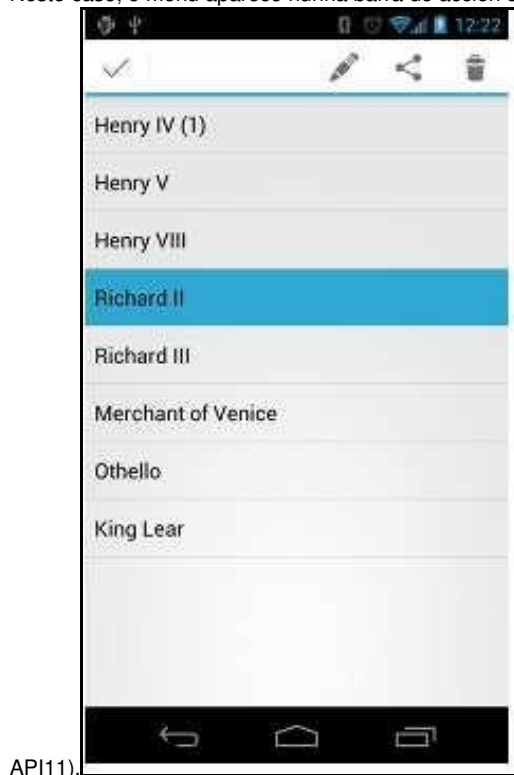 12:22
Henry IV (1)
Henry V
Henry VIII
Richard II
Richard III
Merchant of Venice
Othello
King Lear
API11).